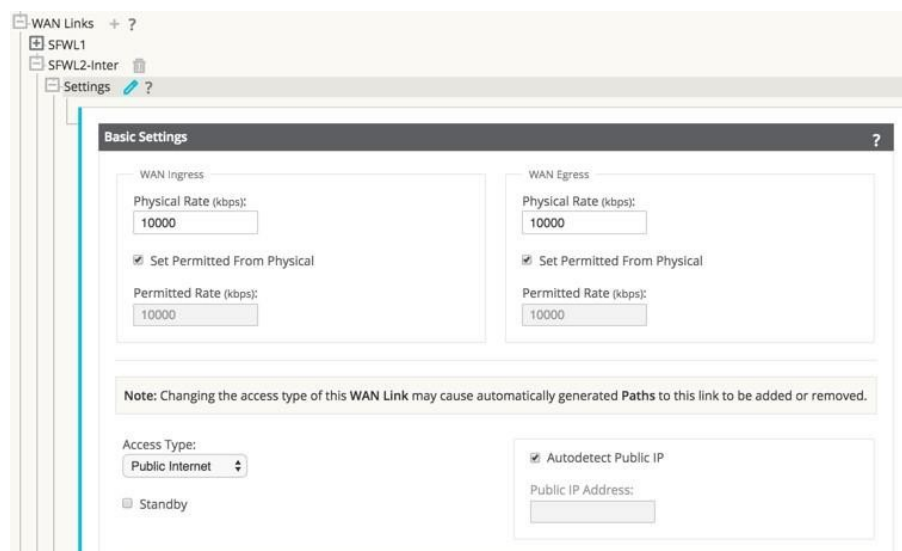 WAN Links + ?
SFWL1
SFWL2-Inter
Settings ?
Basic Settings ?
WAN Ingress
Physical Rate (kbps):
10000
Set Permitted From Physical
Permitted Rate (kbps):
10000
WAN Egress
Physical Rate (kbps):
10000
Set Permitted From Physical
Permitted Rate (kbps):
10000
Note: Changing the access type of this WAN Link may cause automatically generated Paths to this link to be added or removed.
Access Type:
Public Internet
Standby
Autodetect Public IP
Public IP Address: